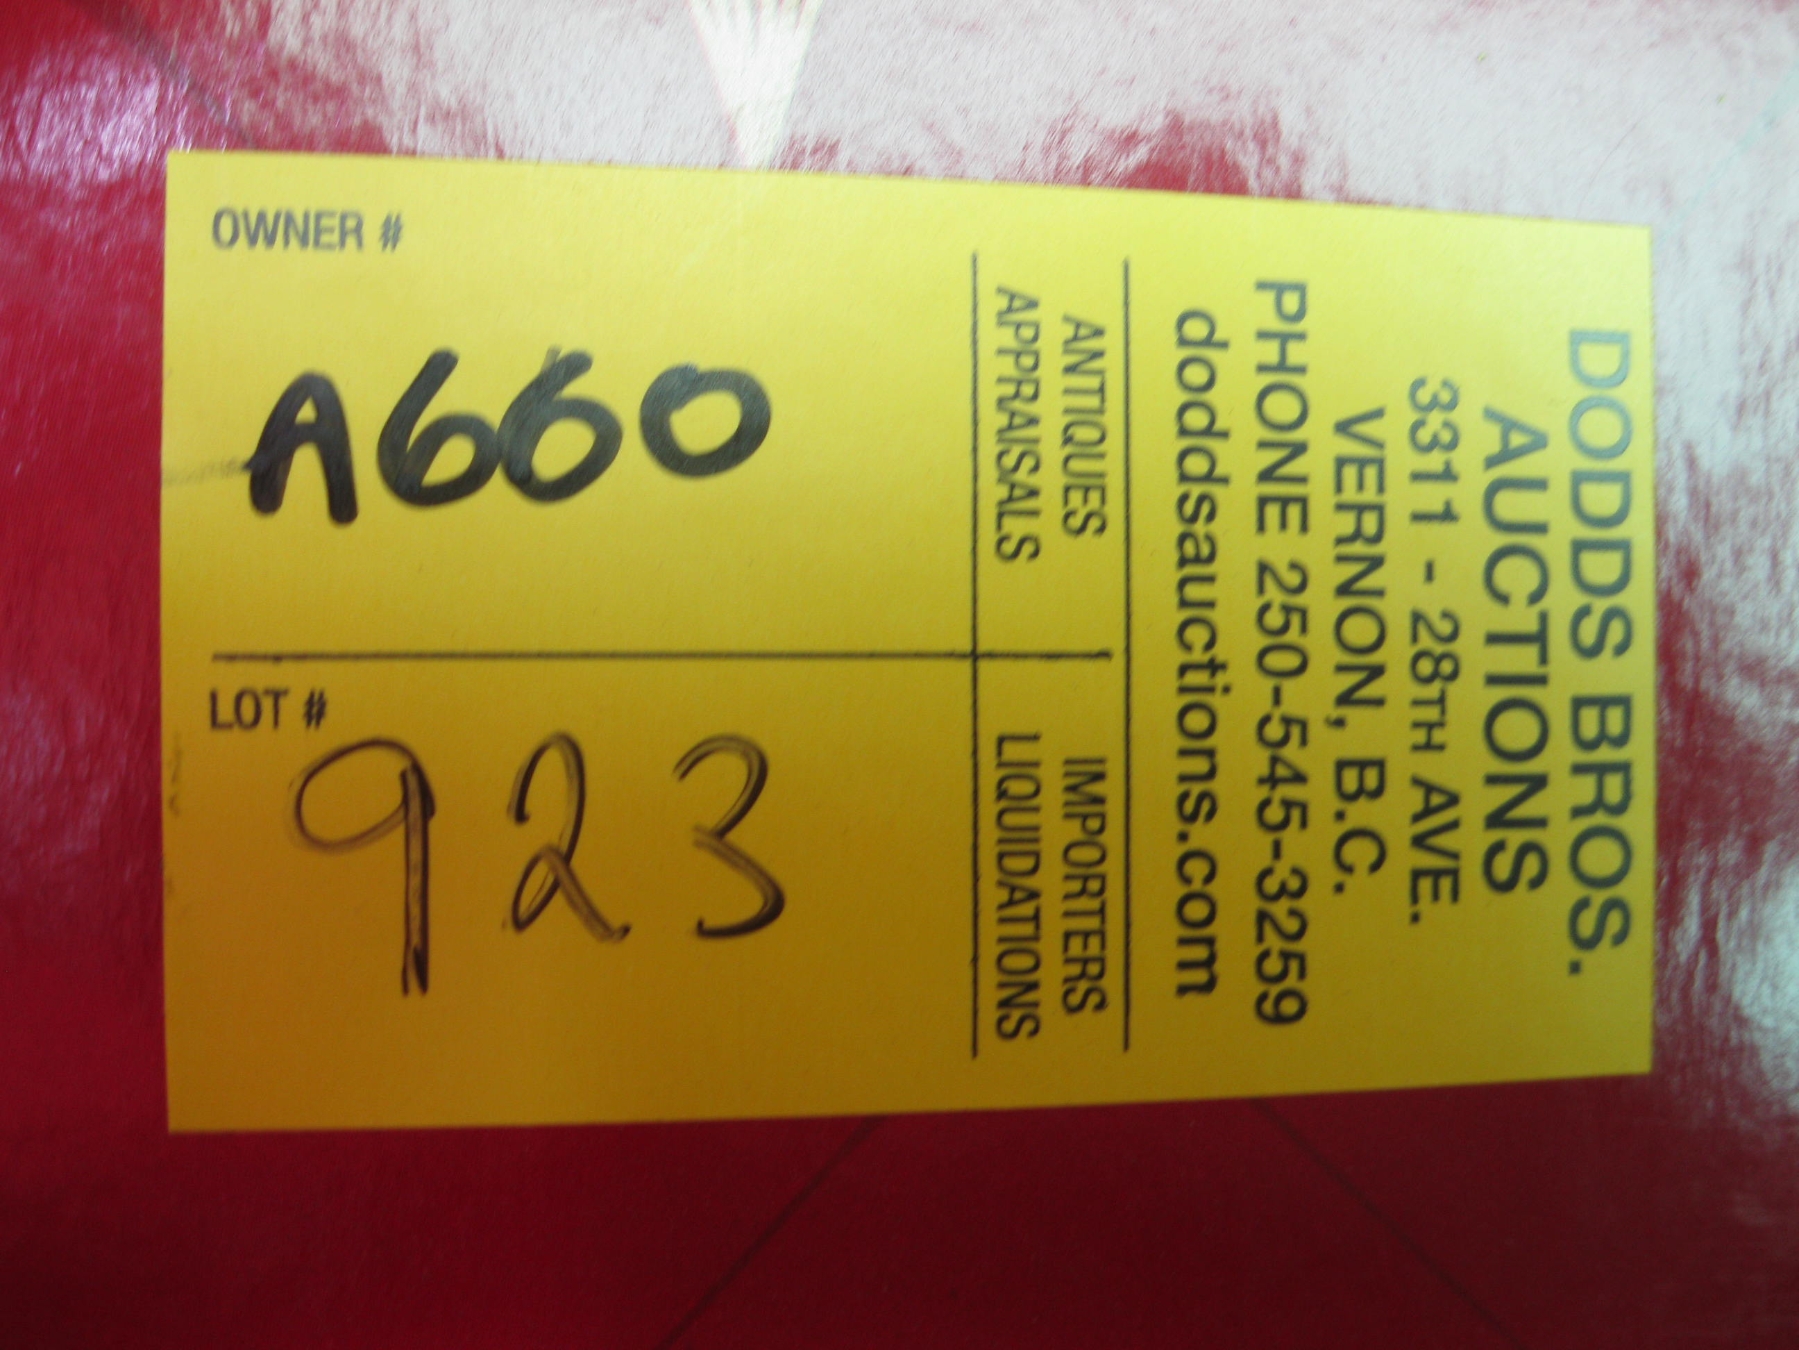 DODDS BROS.
AUCTIONS
3311 - 28TH AVE.
VERNON, B.C.
PHONE 250-545-3259
doddsauctions.com
ANTIQUES
APPRAISALS
IMPORTERS
LIQUIDATIONS
OWNER #
A660
LOT #
923